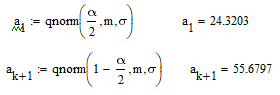 a₁ := qnorm(α/2, m, σ) a₁ = 24.3203
aₖ₊₁ := qnorm(1 − α/2, m, σ) aₖ₊₁ = 55.6797